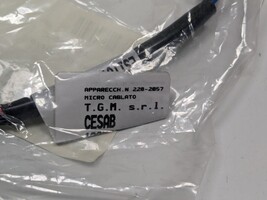 APPARECCH.N 220-2057
MICRO CABLATO
T.G.M. s.r.l.
CESAB